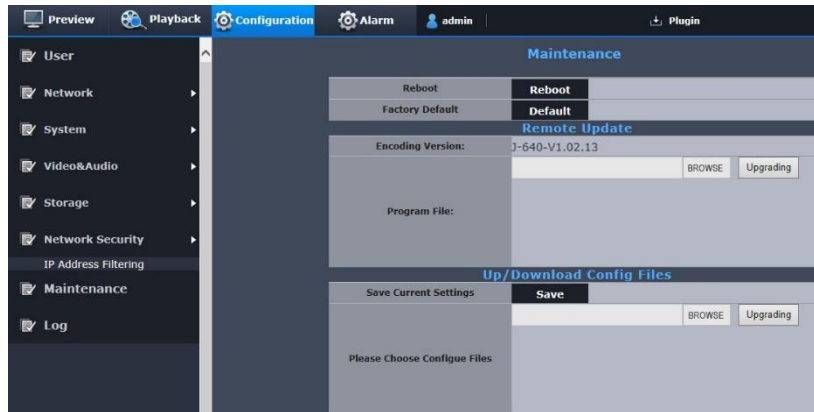 Preview Playback Configuration Alarm admin Plugin
User
Network
System
Video&Audio
Storage
Network Security
IP Address Filtering
Maintenance
Log
Maintenance
Reboot Reboot
Factory Default Default
Remote Update
Encoding Version: J-640-V1.02.13
BROWSE Upgrading
Program File:
Up/Download Config Files
Save Current Settings Save
BROWSE Upgrading
Please Choose Configue Files